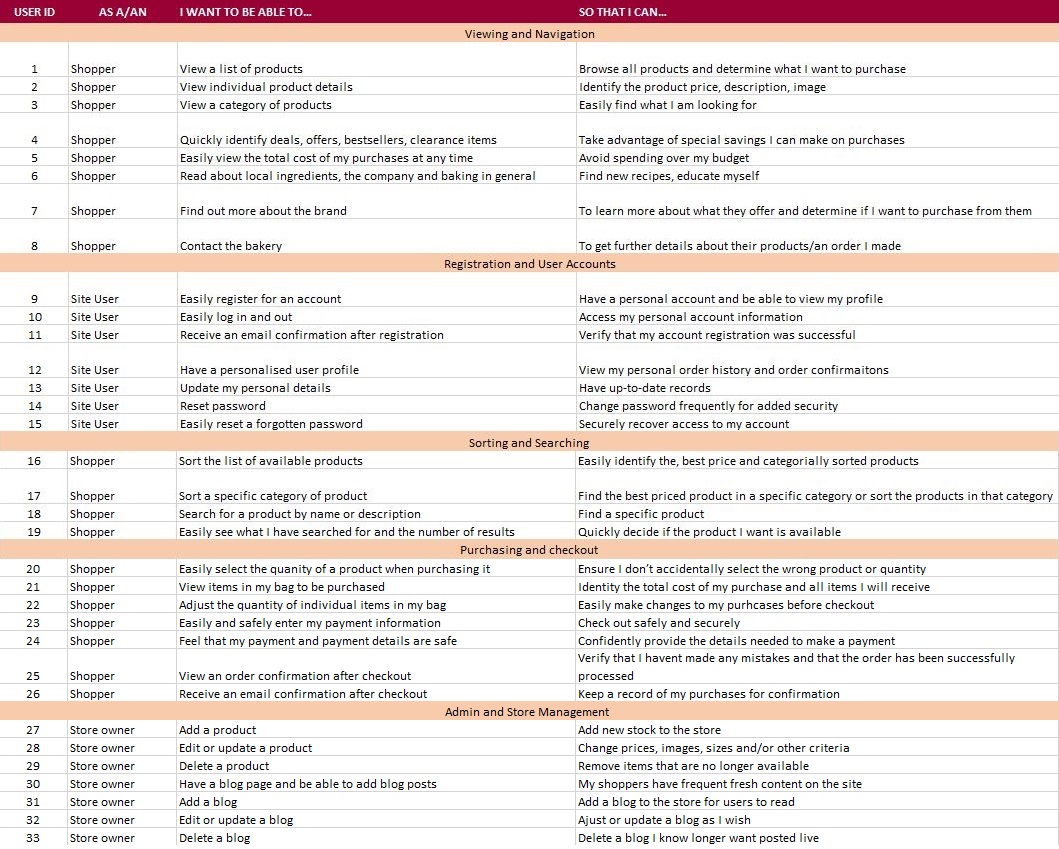 USER ID AS A/AN I WANT TO BE ABLE TO... SO THAT I CAN...
Viewing and Navigation
1 Shopper View a list of products Browse all products and determine what I want to purchase
2 Shopper View individual product details Identify the product price, description, image
3 Shopper View a category of products Easily find what I am looking for
4 Shopper Quickly identify deals, offers, bestsellers, clearance items Take advantage of special savings I can make on purchases
5 Shopper Easily view the total cost of my purchases at any time Avoid spending over my budget
6 Shopper Read about local ingredients, the company and baking in general Find new recipes, educate myself
7 Shopper Find out more about the brand To learn more about what they offer and determine if I want to purchase from them
8 Shopper Contact the bakery To get further details about their products/an order I made
Registration and User Accounts
9 Site User Easily register for an account Have a personal account and be able to view my profile
10 Site User Easily log in and out Access my personal account information
11 Site User Receive an email confirmation after registration Verify that my account registration was successful
12 Site User Have a personalised user profile View my personal order history and order confirmaitons
13 Site User Update my personal details Have up-to-date records
14 Site User Reset password Change password frequently for added security
15 Site User Easily reset a forgotten password Securely recover access to my account
Sorting and Searching
16 Shopper Sort the list of available products Easily identify the, best price and categorially sorted products
17 Shopper Sort a specific category of product Find the best priced product in a specific category or sort the products in that category
18 Shopper Search for a product by name or description Find a specific product
19 Shopper Easily see what I have searched for and the number of results Quickly decide if the product I want is available
Purchasing and checkout
20 Shopper Easily select the quanity of a product when purchasing it Ensure I don't accidentally select the wrong product or quantity
21 Shopper View items in my bag to be purchased Identity the total cost of my purchase and all items I will receive
22 Shopper Adjust the quantity of individual items in my bag Easily make changes to my purhcases before checkout
23 Shopper Easily and safely enter my payment information Check out safely and securely
24 Shopper Feel that my payment and payment details are safe Confidently provide the details needed to make a payment
Verify that I havent made any mistakes and that the order has been successfully
25 Shopper View an order confirmation after checkout processed
26 Shopper Receive an email confirmation after checkout Keep a record of my purchases for confirmation
Admin and Store Management
27 Store owner Add a product Add new stock to the store
28 Store owner Edit or update a product Change prices, images, sizes and/or other criteria
29 Store owner Delete a product Remove items that are no longer available
30 Store owner Have a blog page and be able to add blog posts My shoppers have frequent fresh content on the site
31 Store owner Add a blog Add a blog to the store for users to read
32 Store owner Edit or update a blog Ajust or update a blog as I wish
33 Store owner Delete a blog Delete a blog I know longer want posted live